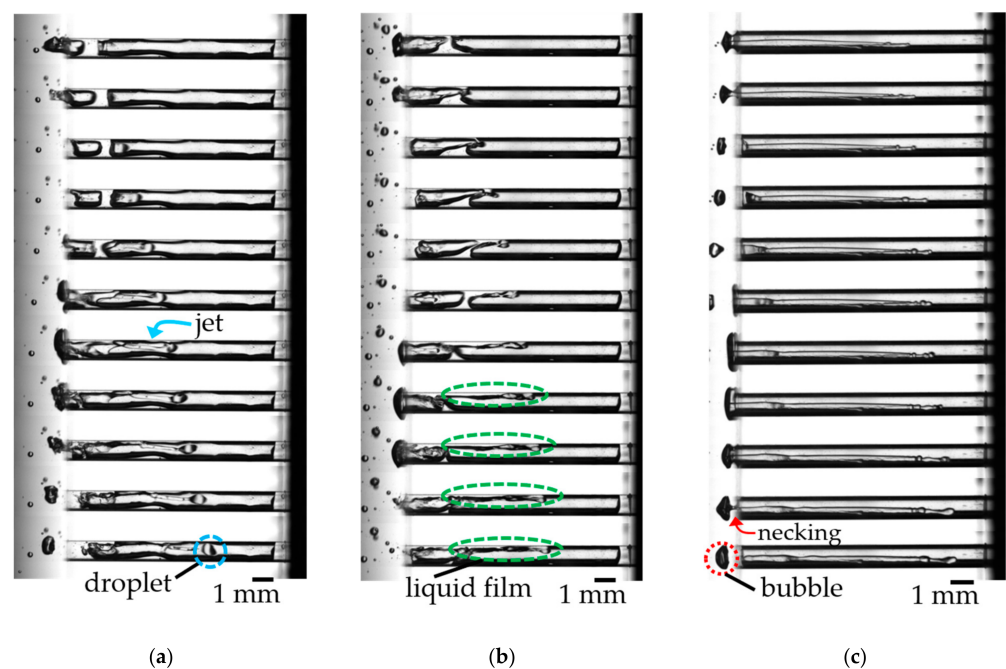 jet
droplet
1 mm
liquid film
1 mm
necking
bubble
1 mm
(a)
(b)
(c)